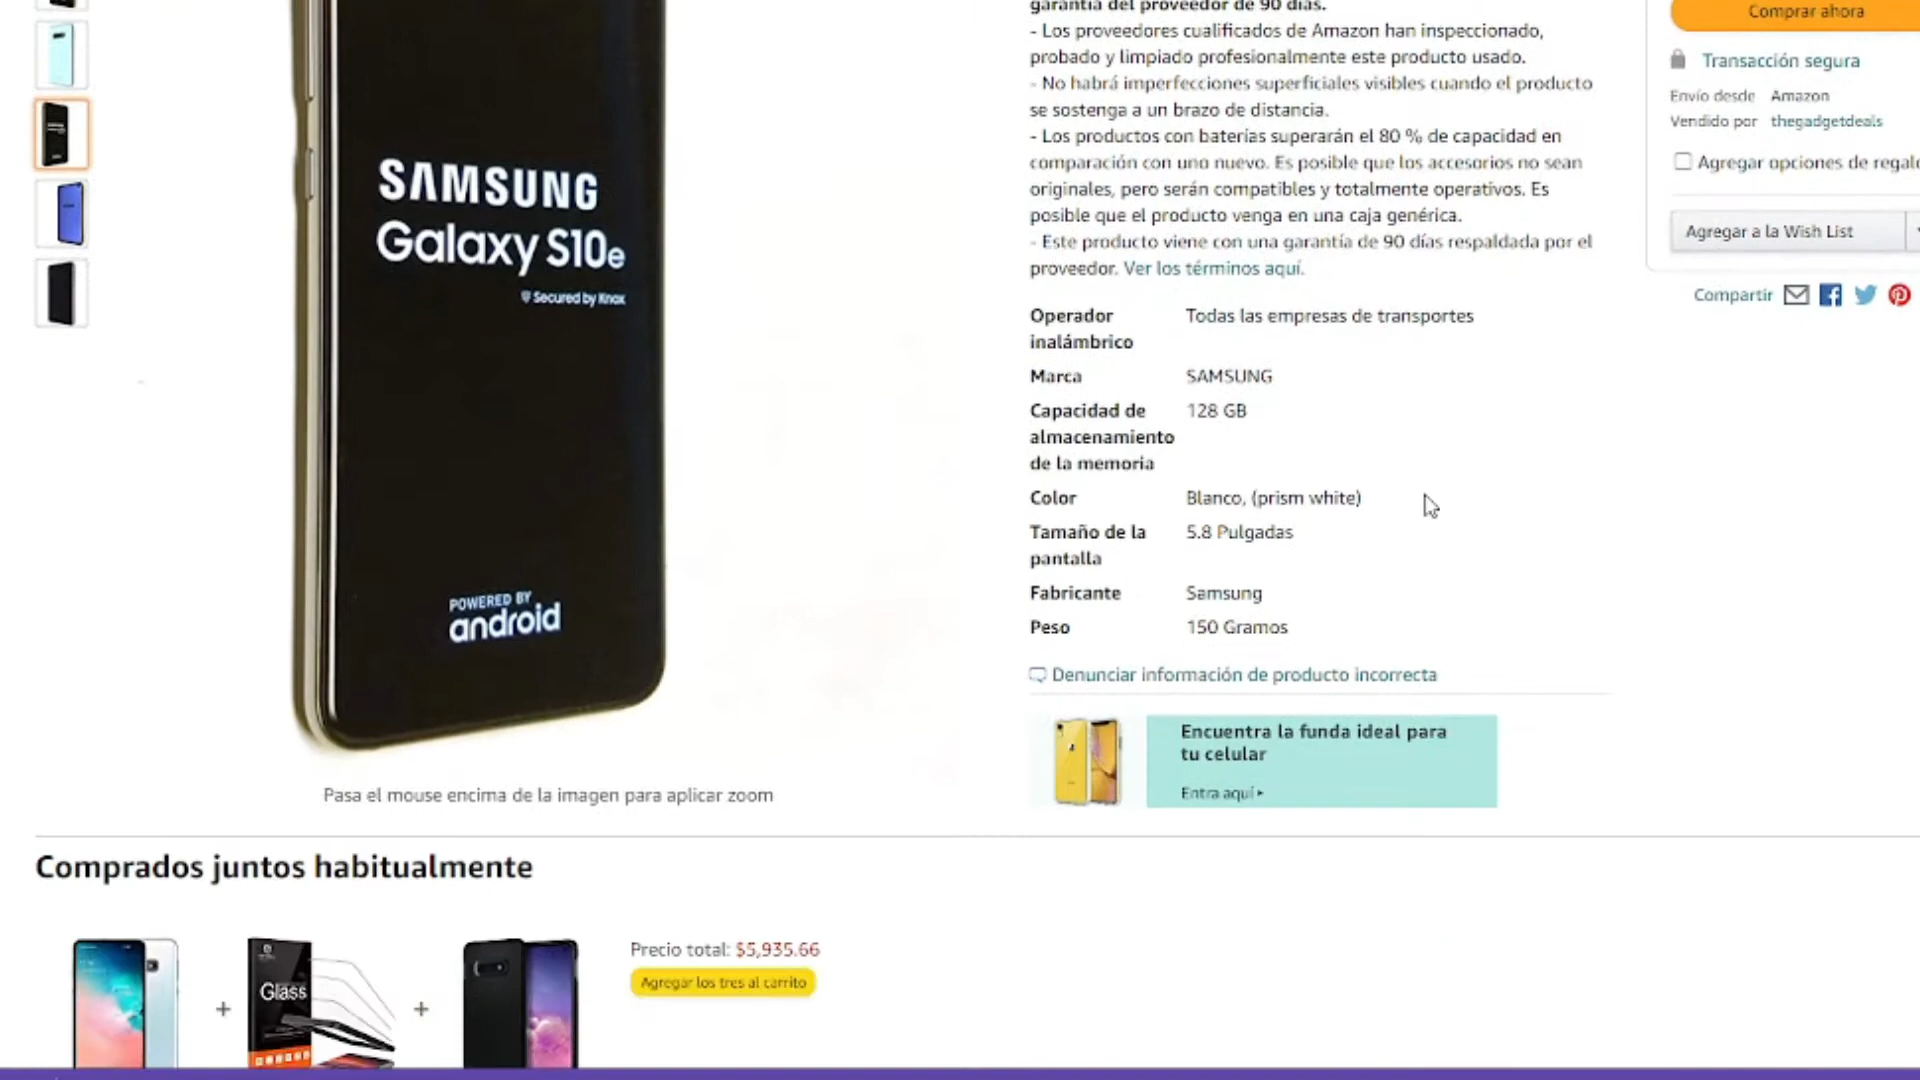 garantía del proveedor de 90 días.
- Los proveedores cualificados de Amazon han inspeccionado,
probado y limpiado profesionalmente este producto usado.
- No habrá imperfecciones superficiales visibles cuando el producto
se sostenga a un brazo de distancia.
- Los productos con baterías superarán el 80 % de capacidad en
comparación con uno nuevo. Es posible que los accesorios no sean
originales, pero serán compatibles y totalmente operativos. Es
posible que el producto venga en una caja genérica.
- Este producto viene con una garantía de 90 días respaldada por el
proveedor. Ver los términos aquí.
Operador inalámbrico Todas las empresas de transportes
Marca SAMSUNG
Capacidad de almacenamiento de la memoria 128 GB
Color Blanco, (prism white)
Tamaño de la pantalla 5.8 Pulgadas
Fabricante Samsung
Peso 150 Gramos
Denunciar información de producto incorrecta
Encuentra la funda ideal para
tu celular
Entra aquí
Comprar ahora
Transacción segura
Envío desde Amazon
Vendido por thegadgetdeals
Agregar opciones de regalo
Agregar a la Wish List
Compartir
SAMSUNG
Galaxy S10e
Secured by Knox
POWERED BY
android
Pasa el mouse encima de la imagen para aplicar zoom
Comprados juntos habitualmente
Glass
+
+
Precio total: $5,935.66
Agregar los tres al carrito